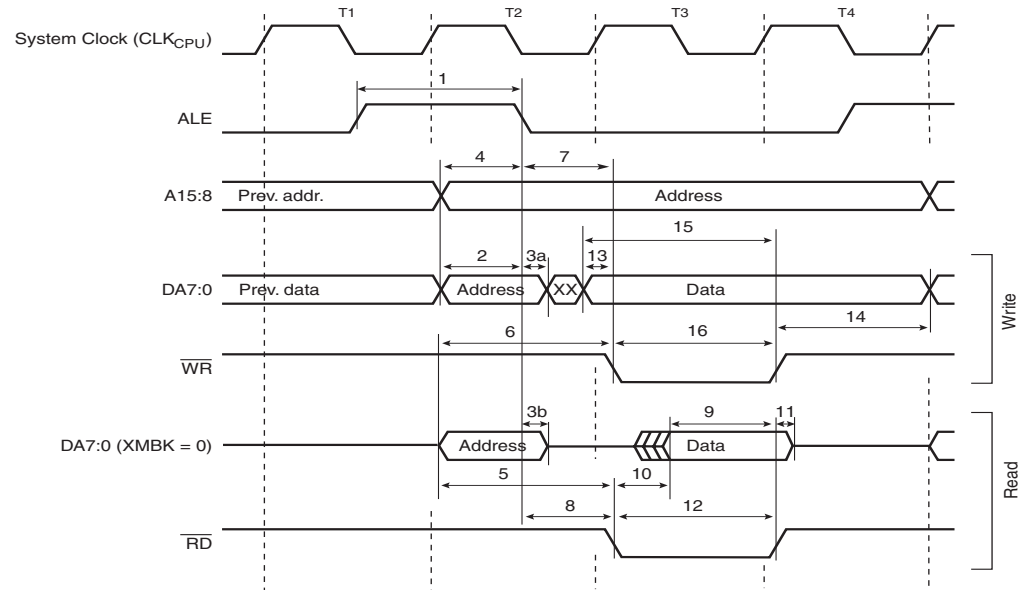 T1 T2 T3 T4
System Clock (CLKCPU)
1
ALE
4 7
A15:8 Prev. addr. Address
15
2 3a 13
DA7:0 Prev. data Address XX Data
14
6 16
WR
Write
3b 9 11
DA7:0 (XMBK = 0) Address Data
5 10
8 12
RD
Read